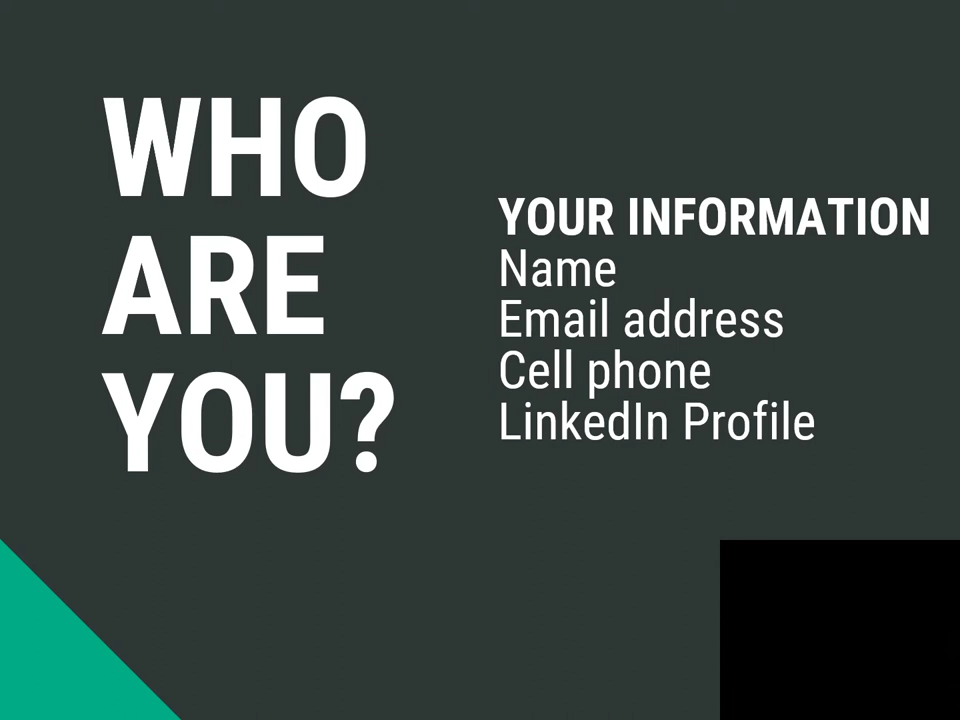 WHO
ARE
YOU?
YOUR INFORMATION
Name
Email address
Cell phone
LinkedIn Profile